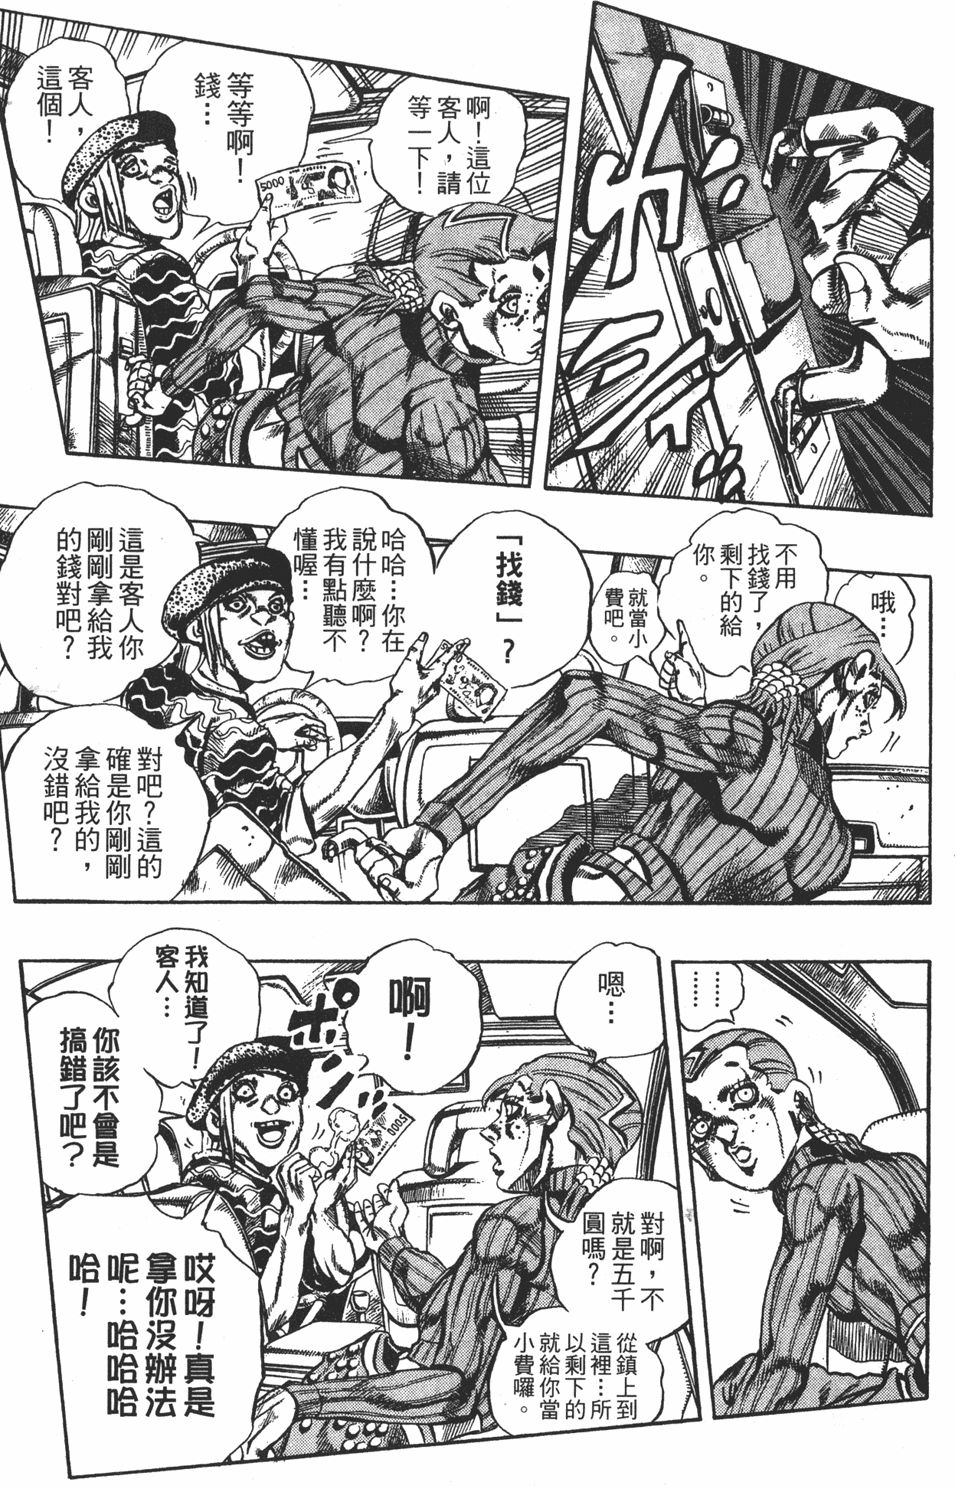 ガチャ
啊！這位
客人，請
等一下！
等等啊！
錢…
客人，
這個！
5000
哦…
不用
找錢了，
剩下的給
你。
就當小
費吧。
「找錢」？
哈哈…你在
說什麼啊？
我有點聽不
懂喔…
這是客人你
剛剛拿給我
的錢對吧？
對吧？這的
確是你剛剛
拿給我的，
沒錯吧？
……
……
嗯…
對啊，不
就是五千
圓嗎？
從鎮上到
這裡…所
以剩下的
就給你當
小費囉。
啊！
ポン
5000
我知道了！
客人…
你該不會是
搞錯了吧？
哎呀！真是
拿你沒辦法
呢…哈哈哈
哈！